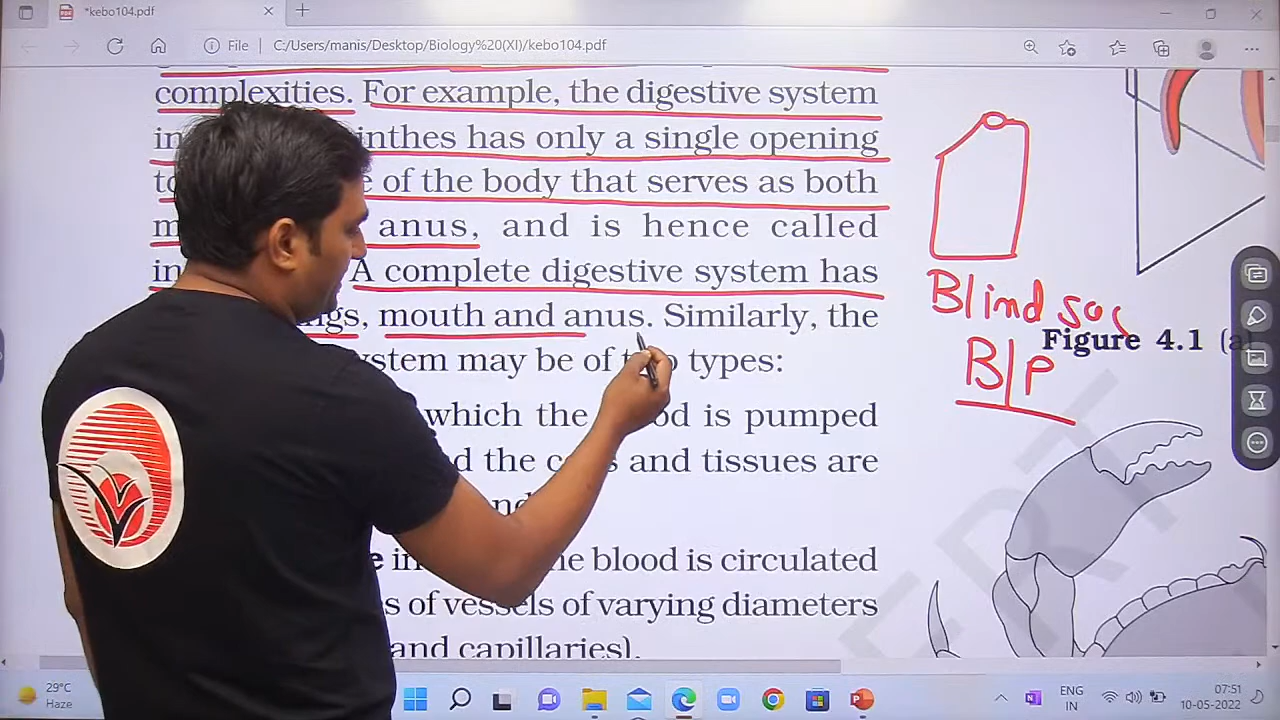 *kebo104.pdf
File
C:/Users/manis/Desktop/Biology%20(XI)/kebo104.pdf
complexities. For example, the digestive system
in inthes has only a single opening
to of the body that serves as both
anus, and is hence called
in A complete digestive system has
mouth and anus. Similarly, the
may be of types:
which the is pumped
the and tissues are
the blood is circulated
of vessels of varying diameters
and capillaries).
Blind sac
B|P
Figure 4.1 (a)
29°C
Haze
ENG
IN
07:51
10-05-2022